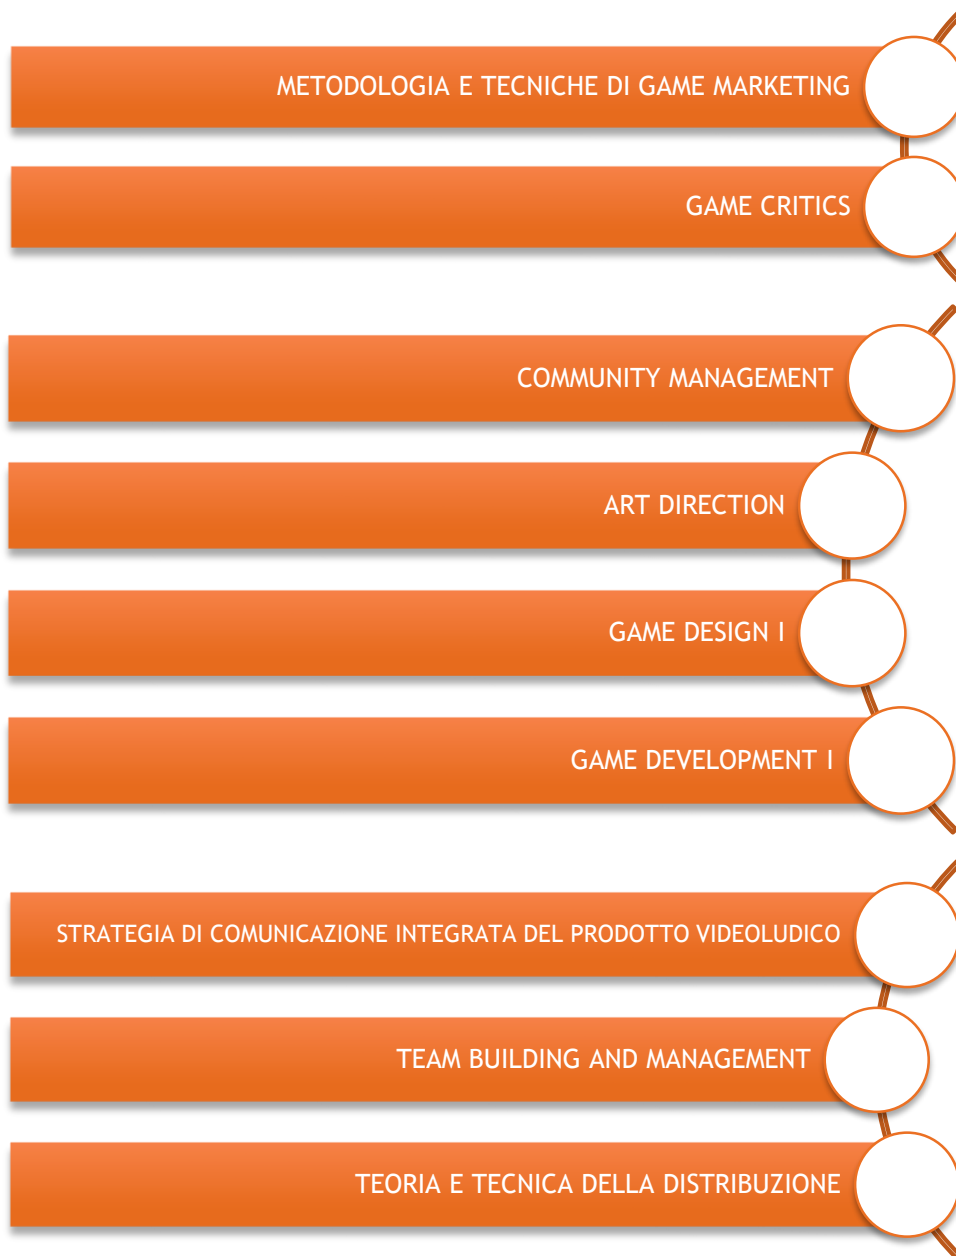 METODOLOGIA E TECNICHE DI GAME MARKETING
GAME CRITICS
COMMUNITY MANAGEMENT
ART DIRECTION
GAME DESIGN I
GAME DEVELOPMENT I
STRATEGIA DI COMUNICAZIONE INTEGRATA DEL PRODOTTO VIDEOLUDICO
TEAM BUILDING AND MANAGEMENT
TEORIA E TECNICA DELLA DISTRIBUZIONE